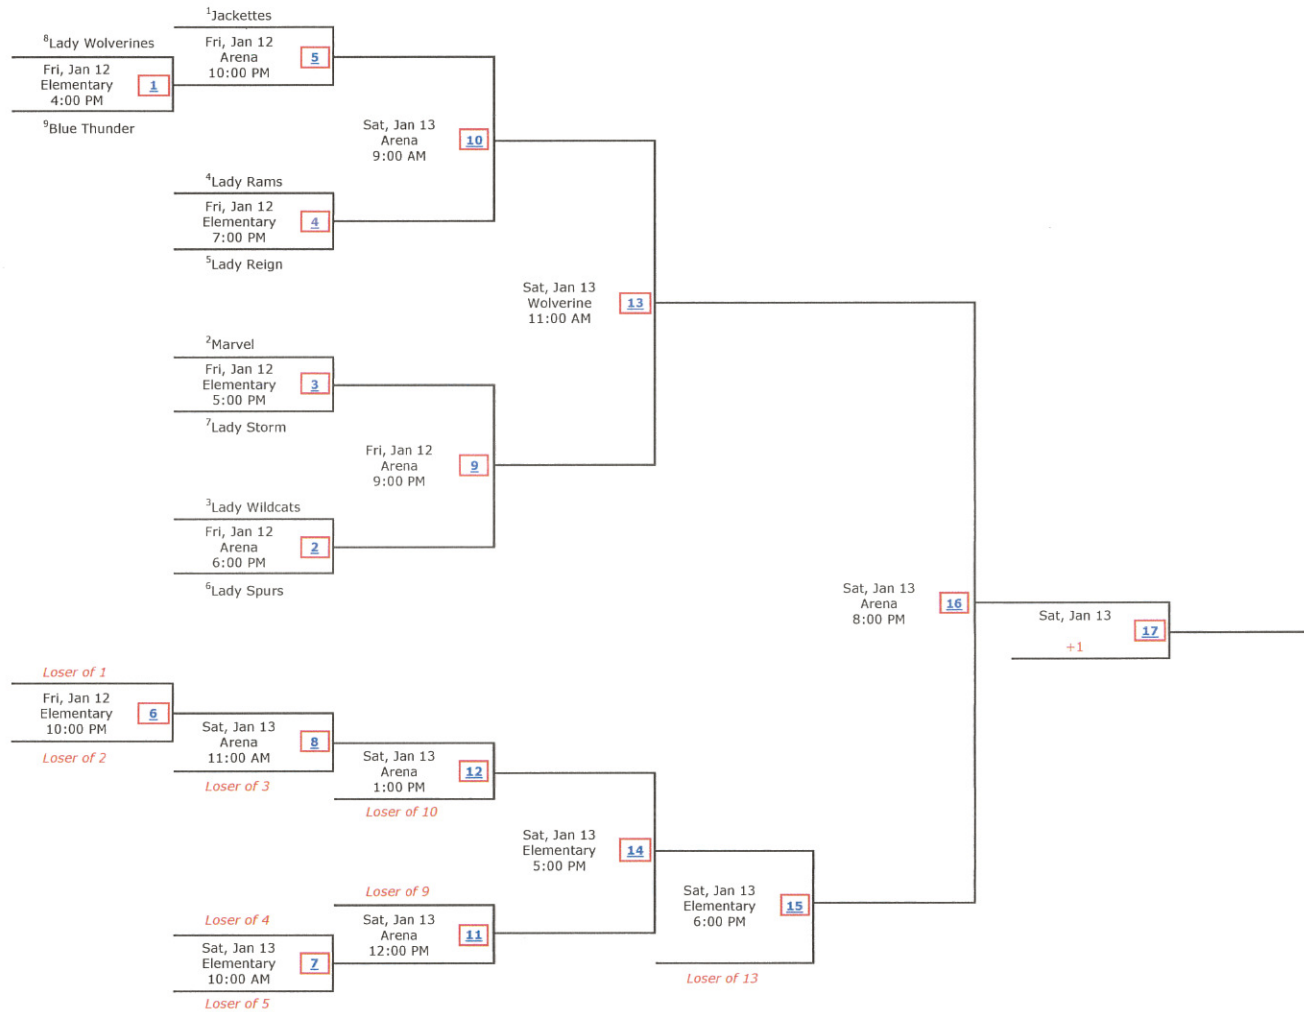 1Jackettes
8Lady Wolverines
Fri, Jan 12
Elementary
4:00 PM
1
9Blue Thunder
Fri, Jan 12
Arena
10:00 PM
5
Sat, Jan 13
Arena
9:00 AM
10
4Lady Rams
Fri, Jan 12
Elementary
7:00 PM
4
5Lady Reign
Sat, Jan 13
Wolverine
11:00 AM
13
2Marvel
Fri, Jan 12
Elementary
5:00 PM
3
7Lady Storm
Fri, Jan 12
Arena
9:00 PM
9
3Lady Wildcats
Fri, Jan 12
Arena
6:00 PM
2
6Lady Spurs
Sat, Jan 13
Arena
8:00 PM
16
Sat, Jan 13
+1
17
Loser of 1
Fri, Jan 12
Elementary
10:00 PM
6
Loser of 2
Sat, Jan 13
Arena
11:00 AM
8
Loser of 3
Sat, Jan 13
Arena
1:00 PM
12
Loser of 10
Sat, Jan 13
Elementary
5:00 PM
14
Loser of 9
Sat, Jan 13
Arena
12:00 PM
11
Loser of 4
Sat, Jan 13
Elementary
10:00 AM
7
Loser of 5
Sat, Jan 13
Elementary
6:00 PM
15
Loser of 13